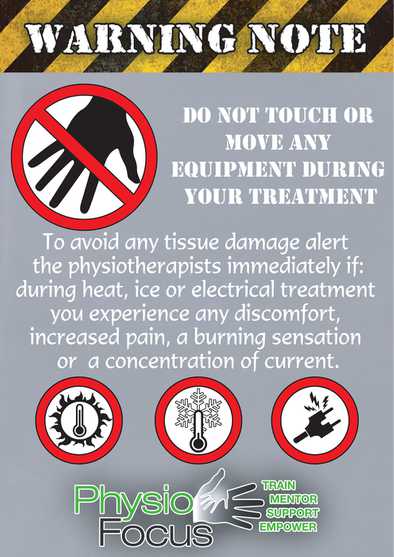 WARNING NOTE
DO NOT TOUCH OR
MOVE ANY
EQUIPMENT DURING
YOUR TREATMENT
To avoid any tissue damage alert
the physiotherapists immediately if:
during heat, ice or electrical treatment
you experience any discomfort,
increased pain, a burning sensation
or a concentration of current.
Physio
Focus
TRAIN
MENTOR
SUPPORT
EMPOWER